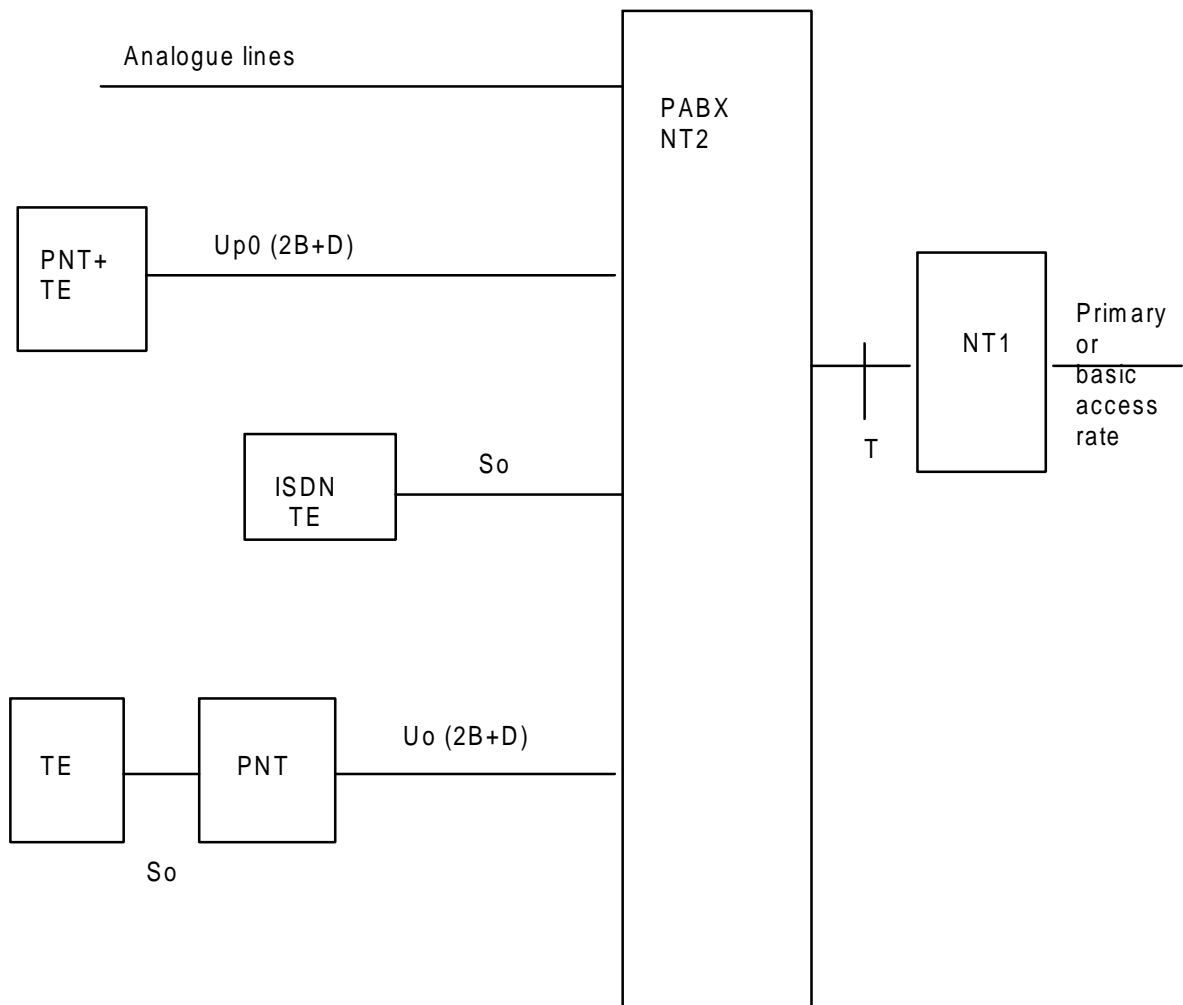 Analogue lines
PABX
NT2
Up0 (2B+D)
PNT+
TE
NT1
Primary
or
basic
access
rate
T
So
ISDN
TE
Uo (2B+D)
TE
PNT
So